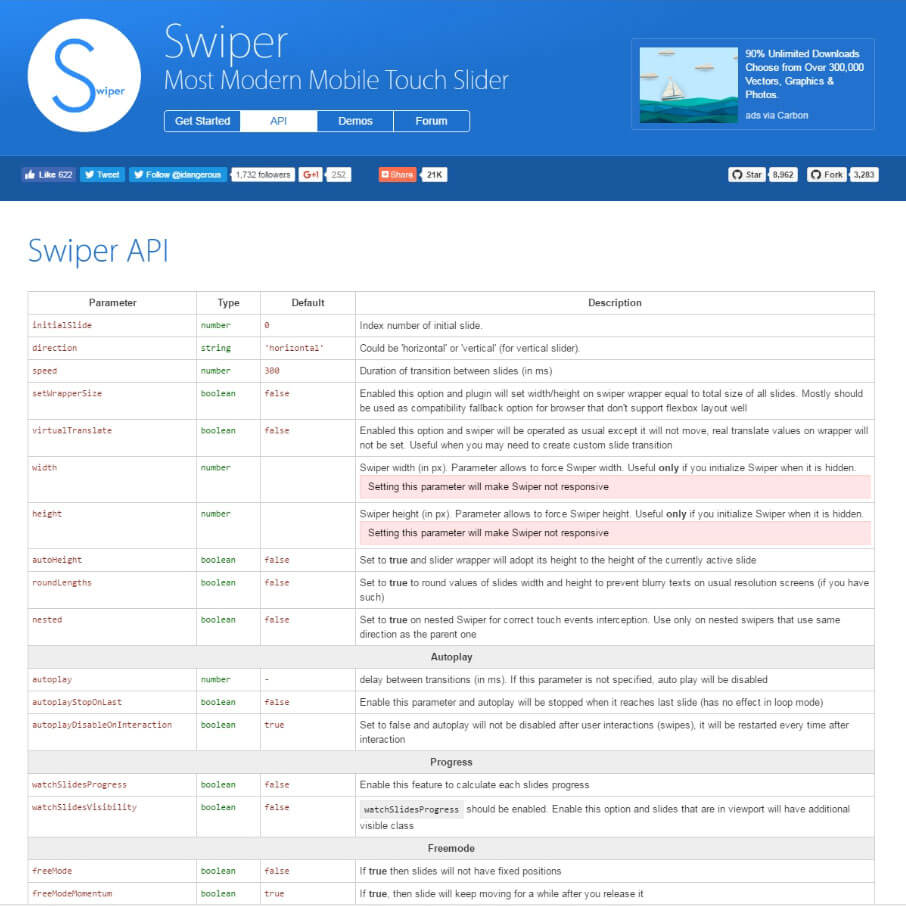 Swiper
Swiper
Most Modern Mobile Touch Slider
Get Started API Demos Forum
90% Unlimited Downloads
Choose from Over 300,000
Vectors, Graphics &
Photos.
ads via Carbon
Like 622 Tweet Follow @idangerous 1,732 followers G+1 252 Share 21K Star 8,962 Fork 3,283
Swiper API
Parameter Type Default Description
initialSlide number 0 Index number of initial slide.
direction string 'horizontal' Could be 'horizontal' or 'vertical' (for vertical slider).
speed number 300 Duration of transition between slides (in ms)
setWrapperSize boolean false Enabled this option and plugin will set width/height on swiper wrapper equal to total size of all slides. Mostly should
be used as compatibility fallback option for browser that don't support flexbox layout well
virtualTranslate boolean false Enabled this option and swiper will be operated as usual except it will not move, real translate values on wrapper will
not be set. Useful when you may need to create custom slide transition
width number Swiper width (in px). Parameter allows to force Swiper width. Useful only if you initialize Swiper when it is hidden.
Setting this parameter will make Swiper not responsive
height number Swiper height (in px). Parameter allows to force Swiper height. Useful only if you initialize Swiper when it is hidden.
Setting this parameter will make Swiper not responsive
autoHeight boolean false Set to true and slider wrapper will adopt its height to the height of the currently active slide
roundLengths boolean false Set to true to round values of slides width and height to prevent blurry texts on usual resolution screens (if you have
such)
nested boolean false Set to true on nested Swiper for correct touch events interception. Use only on nested swipers that use same
direction as the parent one
Autoplay
autoplay number - delay between transitions (in ms). If this parameter is not specified, auto play will be disabled
autoplayStopOnLast boolean false Enable this parameter and autoplay will be stopped when it reaches last slide (has no effect in loop mode)
autoplayDisableOnInteraction boolean true Set to false and autoplay will not be disabled after user interactions (swipes), it will be restarted every time after
interaction
Progress
watchSlidesProgress boolean false Enable this feature to calculate each slides progress
watchSlidesVisibility boolean false watchSlidesProgress should be enabled. Enable this option and slides that are in viewport will have additional
visible class
Freemode
freeMode boolean false If true then slides will not have fixed positions
freeModeMomentum boolean true If true, then slide will keep moving for a while after you release it